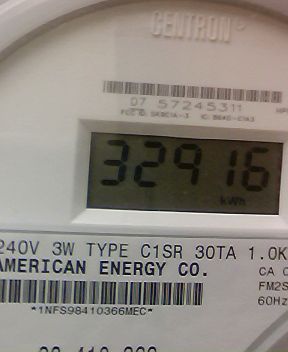 CENTRON®
07 57245311
32916
kWh
240V 3W TYPE C1SR 30TA 1.0K
AMERICAN ENERGY CO.
CA
FM2S
60Hz
*1NFS98410366MEC*